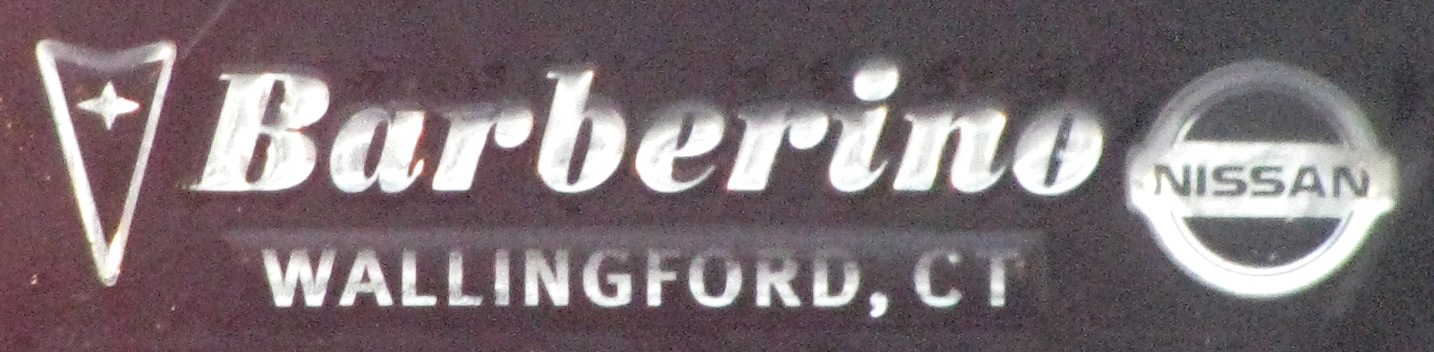 Barberino
NISSAN
WALLINGFORD, CT